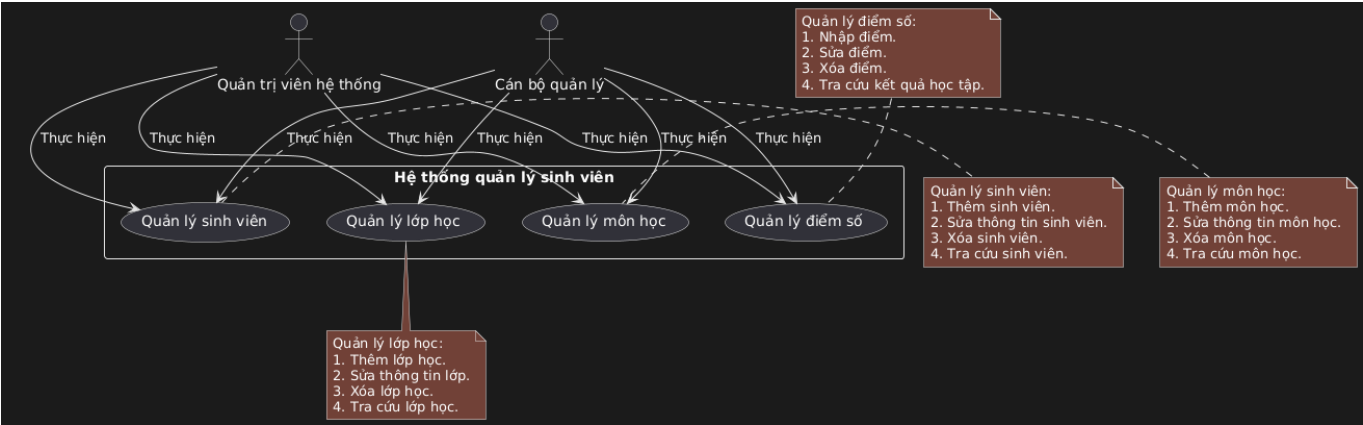 Quản lý điểm số:
1. Nhập điểm.
2. Sửa điểm.
3. Xóa điểm.
4. Tra cứu kết quả học tập.
Quản trị viên hệ thống
Cán bộ quản lý
Thực hiện
Thực hiện
Thực hiện
Thực hiện
Thực hiện
Thực hiện
Thực hiện
Thực hiện
Hệ thống quản lý sinh viên
Quản lý sinh viên
Quản lý lớp học
Quản lý môn học
Quản lý điểm số
Quản lý sinh viên:
1. Thêm sinh viên.
2. Sửa thông tin sinh viên.
3. Xóa sinh viên.
4. Tra cứu sinh viên.
Quản lý môn học:
1. Thêm môn học.
2. Sửa thông tin môn học.
3. Xóa môn học.
4. Tra cứu môn học.
Quản lý lớp học:
1. Thêm lớp học.
2. Sửa thông tin lớp.
3. Xóa lớp học.
4. Tra cứu lớp học.